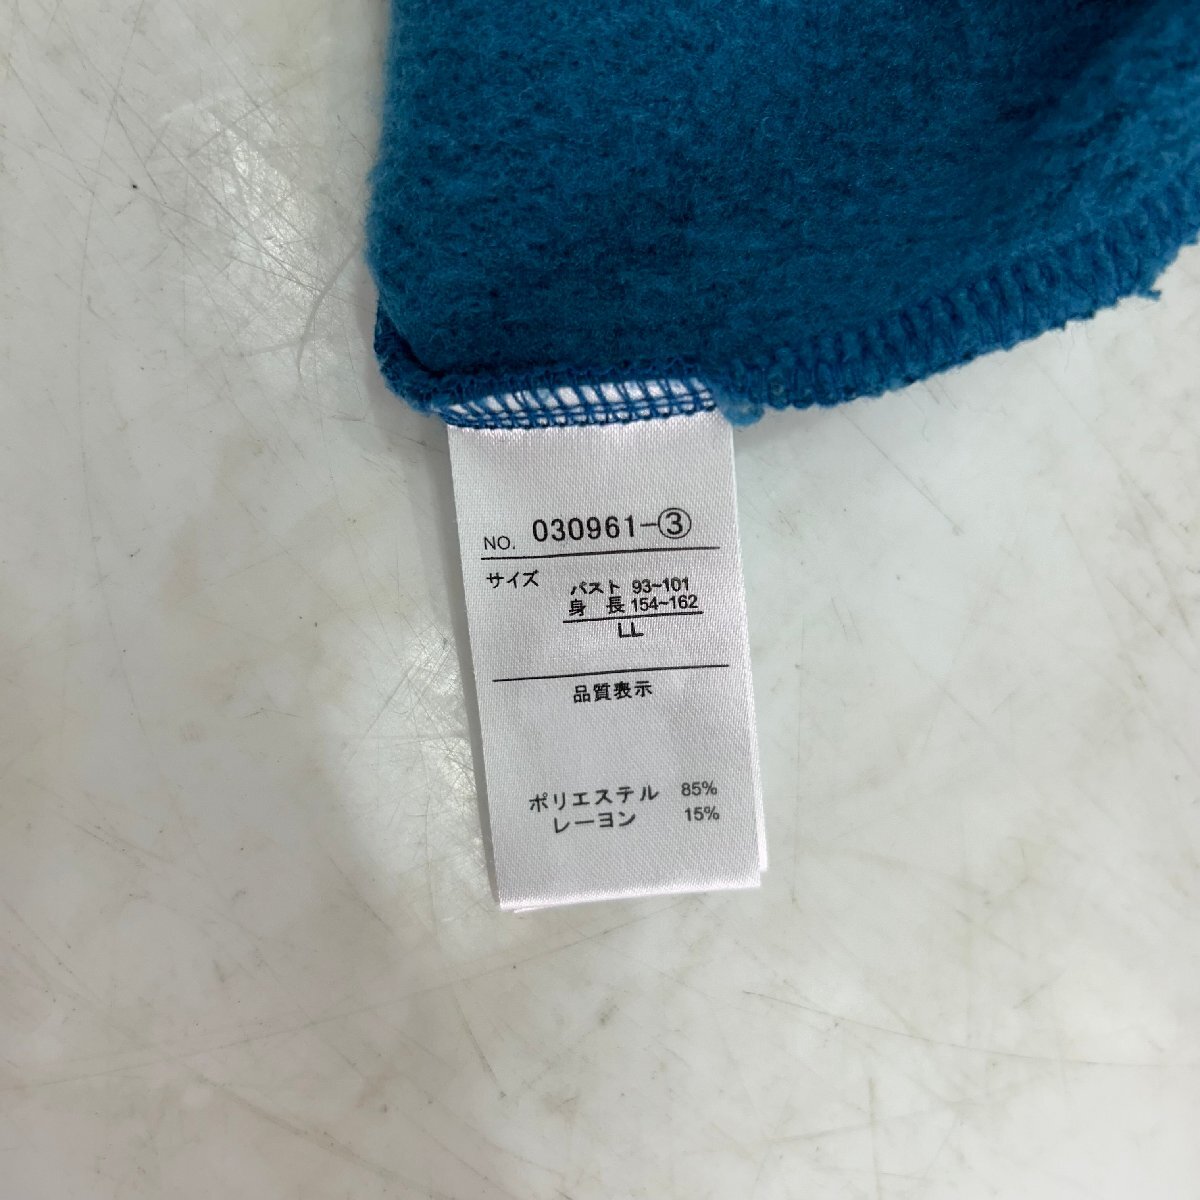 NO. 030961-③
サイズ
バスト 93~101
身 長 154~162
LL
品質表示
ポリエステル 85%
レーヨン 15%